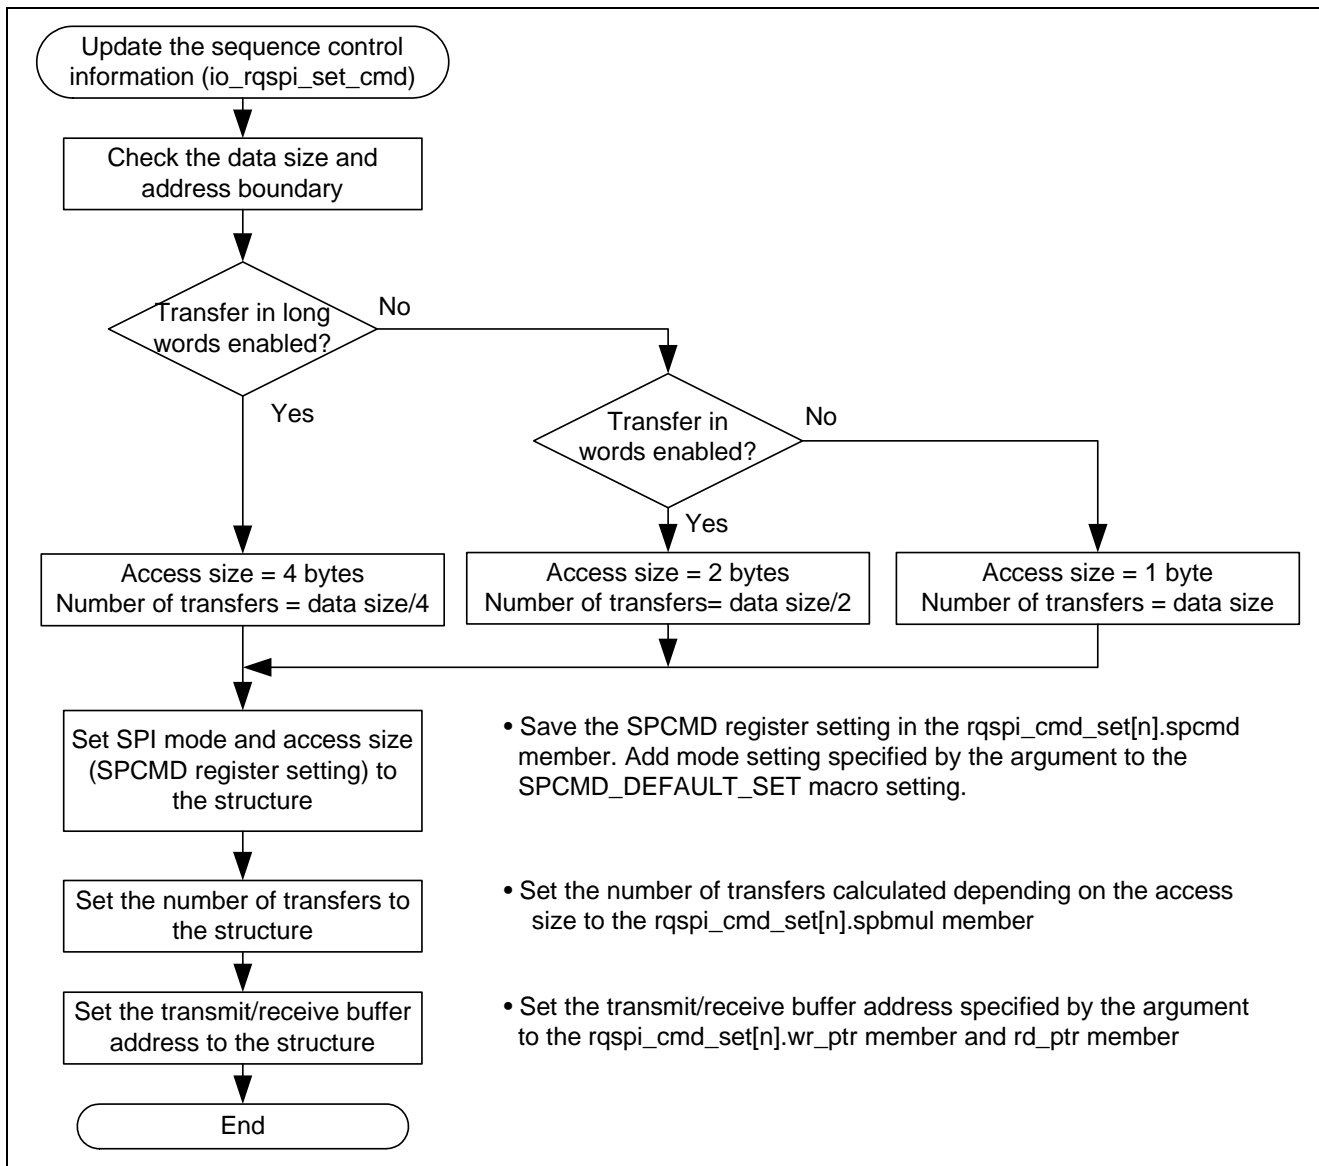 Update the sequence control
information (io_rqspi_set_cmd)
Check the data size and
address boundary
Transfer in long
words enabled?
No
Yes
Transfer in
words enabled?
No
Yes
Access size = 4 bytes
Number of transfers = data size/4
Access size = 2 bytes
Number of transfers= data size/2
Access size = 1 byte
Number of transfers = data size
Set SPI mode and access size
(SPCMD register setting) to
the structure
• Save the SPCMD register setting in the rqspi_cmd_set[n].spcmd
member. Add mode setting specified by the argument to the
SPCMD_DEFAULT_SET macro setting.
Set the number of transfers to
the structure
• Set the number of transfers calculated depending on the access
size to the rqspi_cmd_set[n].spbmul member
Set the transmit/receive buffer
address to the structure
• Set the transmit/receive buffer address specified by the argument
to the rqspi_cmd_set[n].wr_ptr member and rd_ptr member
End